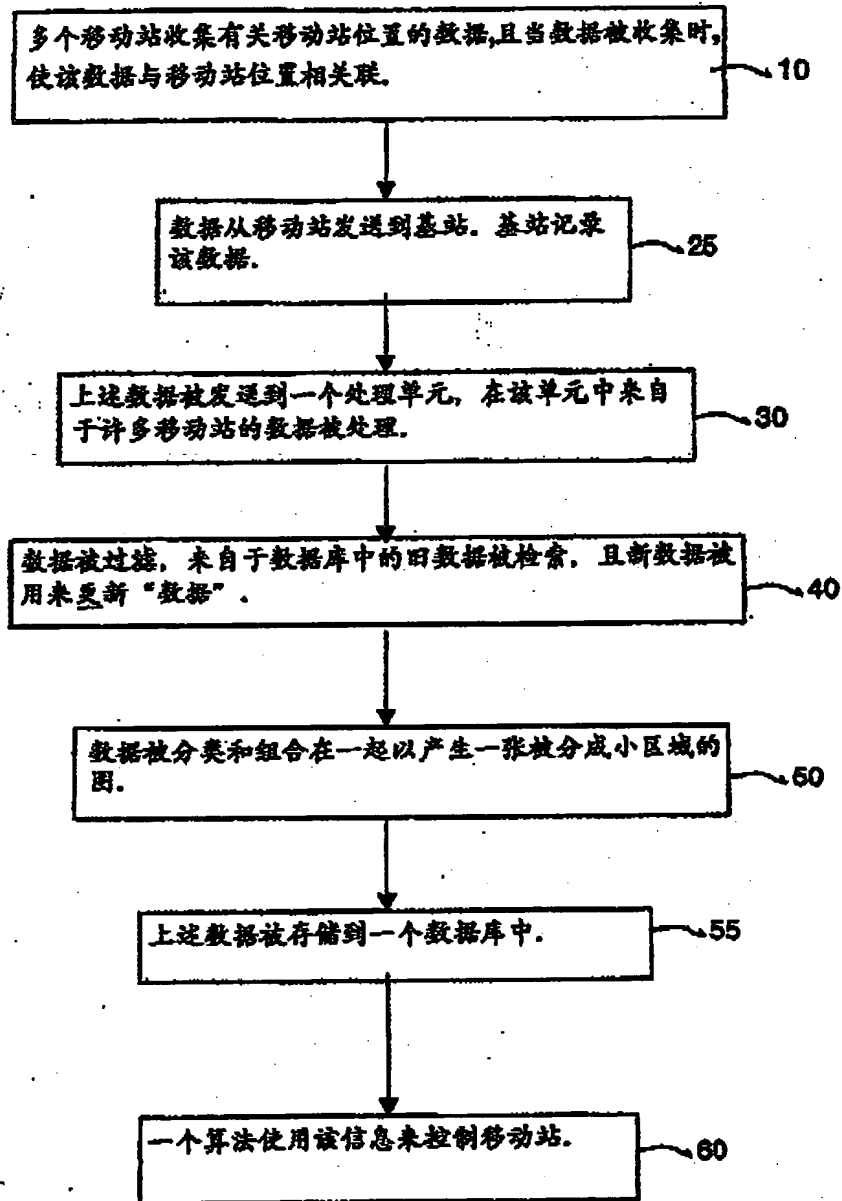 多个移动站收集有关移动站位置的数据,且当数据被收集时,
使该数据与移动站位置相关联.
10
数据从移动站发送到基站.基站记录
该数据.
25
上述数据被发送到一个处理单元,在该单元中来自
于许多移动站的数据被处理.
30
数据被过滤,来自于数据库中的旧数据被检索,且新数据被
用来更新“数据”.
40
数据被分类和组合在一起以产生一张被分成小区域的
图.
50
上述数据被存储到一个数据库中.
55
一个算法使用该信息来控制移动站.
60